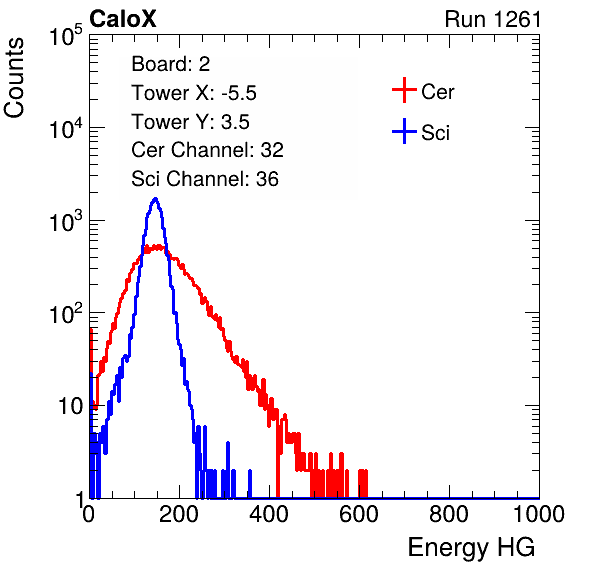 CaloX Run 1261
Counts
10^5
10^4
10^3
10^2
10
1
Board: 2
Tower X: -5.5
Tower Y: 3.5
Cer Channel: 32
Sci Channel: 36
Cer
Sci
0 200 400 600 800 1000
Energy HG